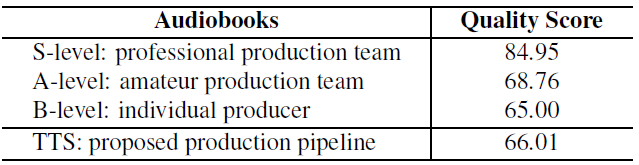 Audiobooks Quality Score
S-level: professional production team 84.95
A-level: amateur production team 68.76
B-level: individual producer 65.00
TTS: proposed production pipeline 66.01